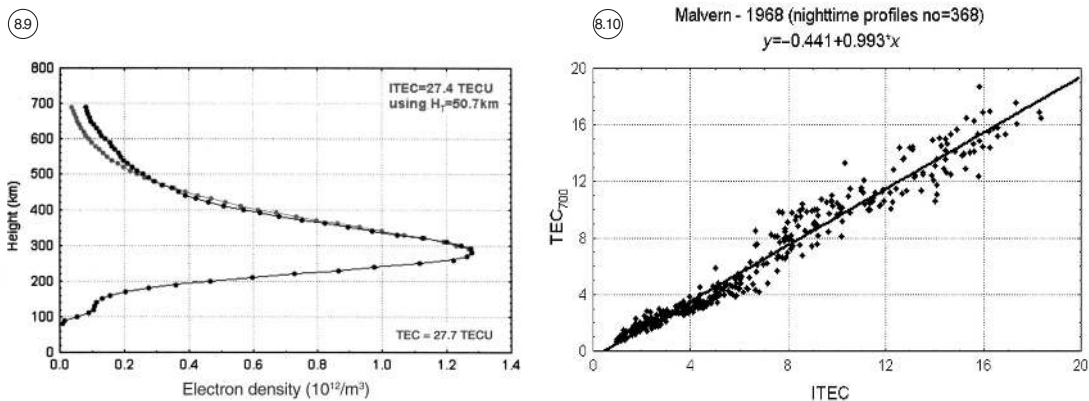 8.9
800
700
600
500
400
300
200
100
0
Height (km)
ITEC=27.4 TECU
using HT=50.7km
TEC = 27.7 TECU
0.0 0.2 0.4 0.6 0.8 1.0 1.2 1.4
Electron density (10^12/m^3)
8.10
Malvern - 1968 (nighttime profiles no=368)
y=−0.441+0.993*x
20
16
12
8
4
0
TEC700
0 4 8 12 16 20
ITEC